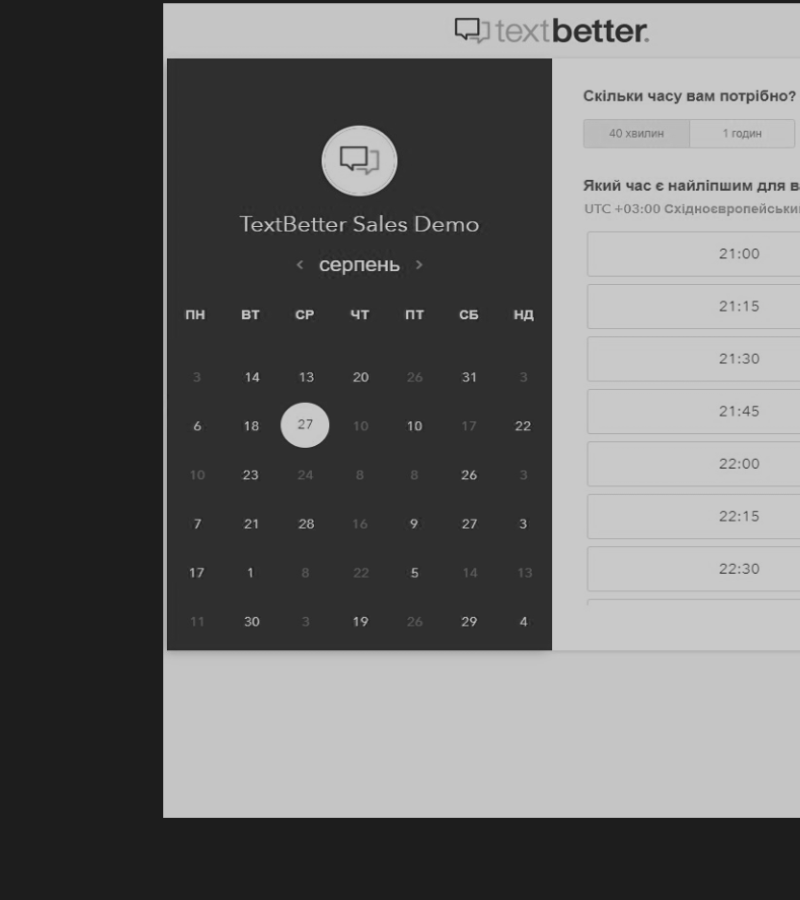 textbetter.
TextBetter Sales Demo
< серпень >
ПН ВТ СР ЧТ ПТ СБ НД
3 14 13 20 26 31 3
6 18 27 10 10 17 22
10 23 24 8 8 26 3
7 21 28 16 9 27 3
17 1 8 22 5 14 13
11 30 3 19 26 29 4
Скільки часу вам потрібно?
40 хвилин 1 годин
Який час є найліпшим для в
UTC +03:00 Східноєвропейськи
21:00
21:15
21:30
21:45
22:00
22:15
22:30